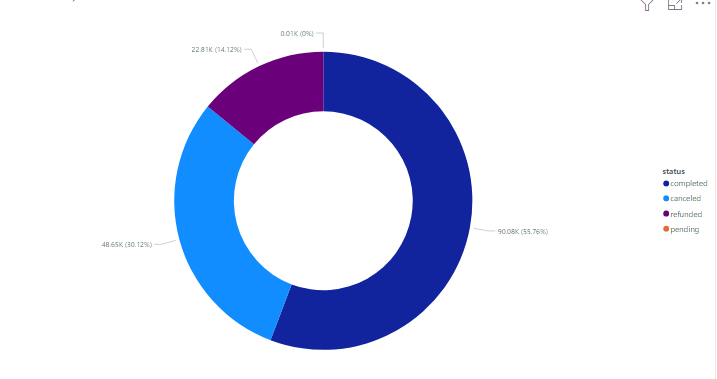 0.01K (0%)
22.81K (14.12%)
48.65K (30.12%)
90.08K (55.76%)
status
completed
canceled
refunded
pending